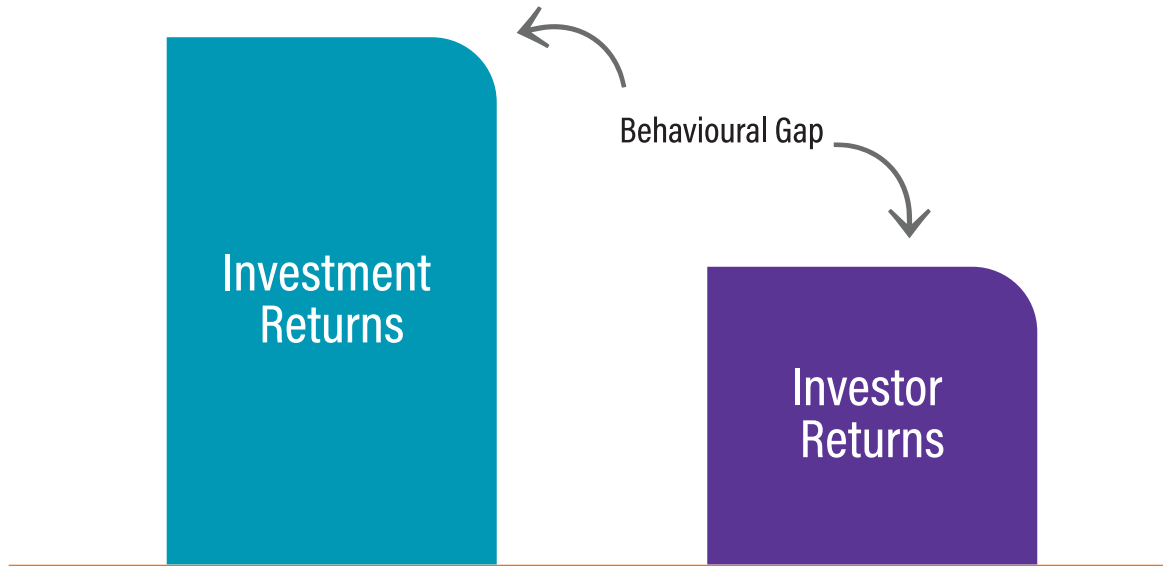 Behavioural Gap
Investment
Returns
Investor
Returns